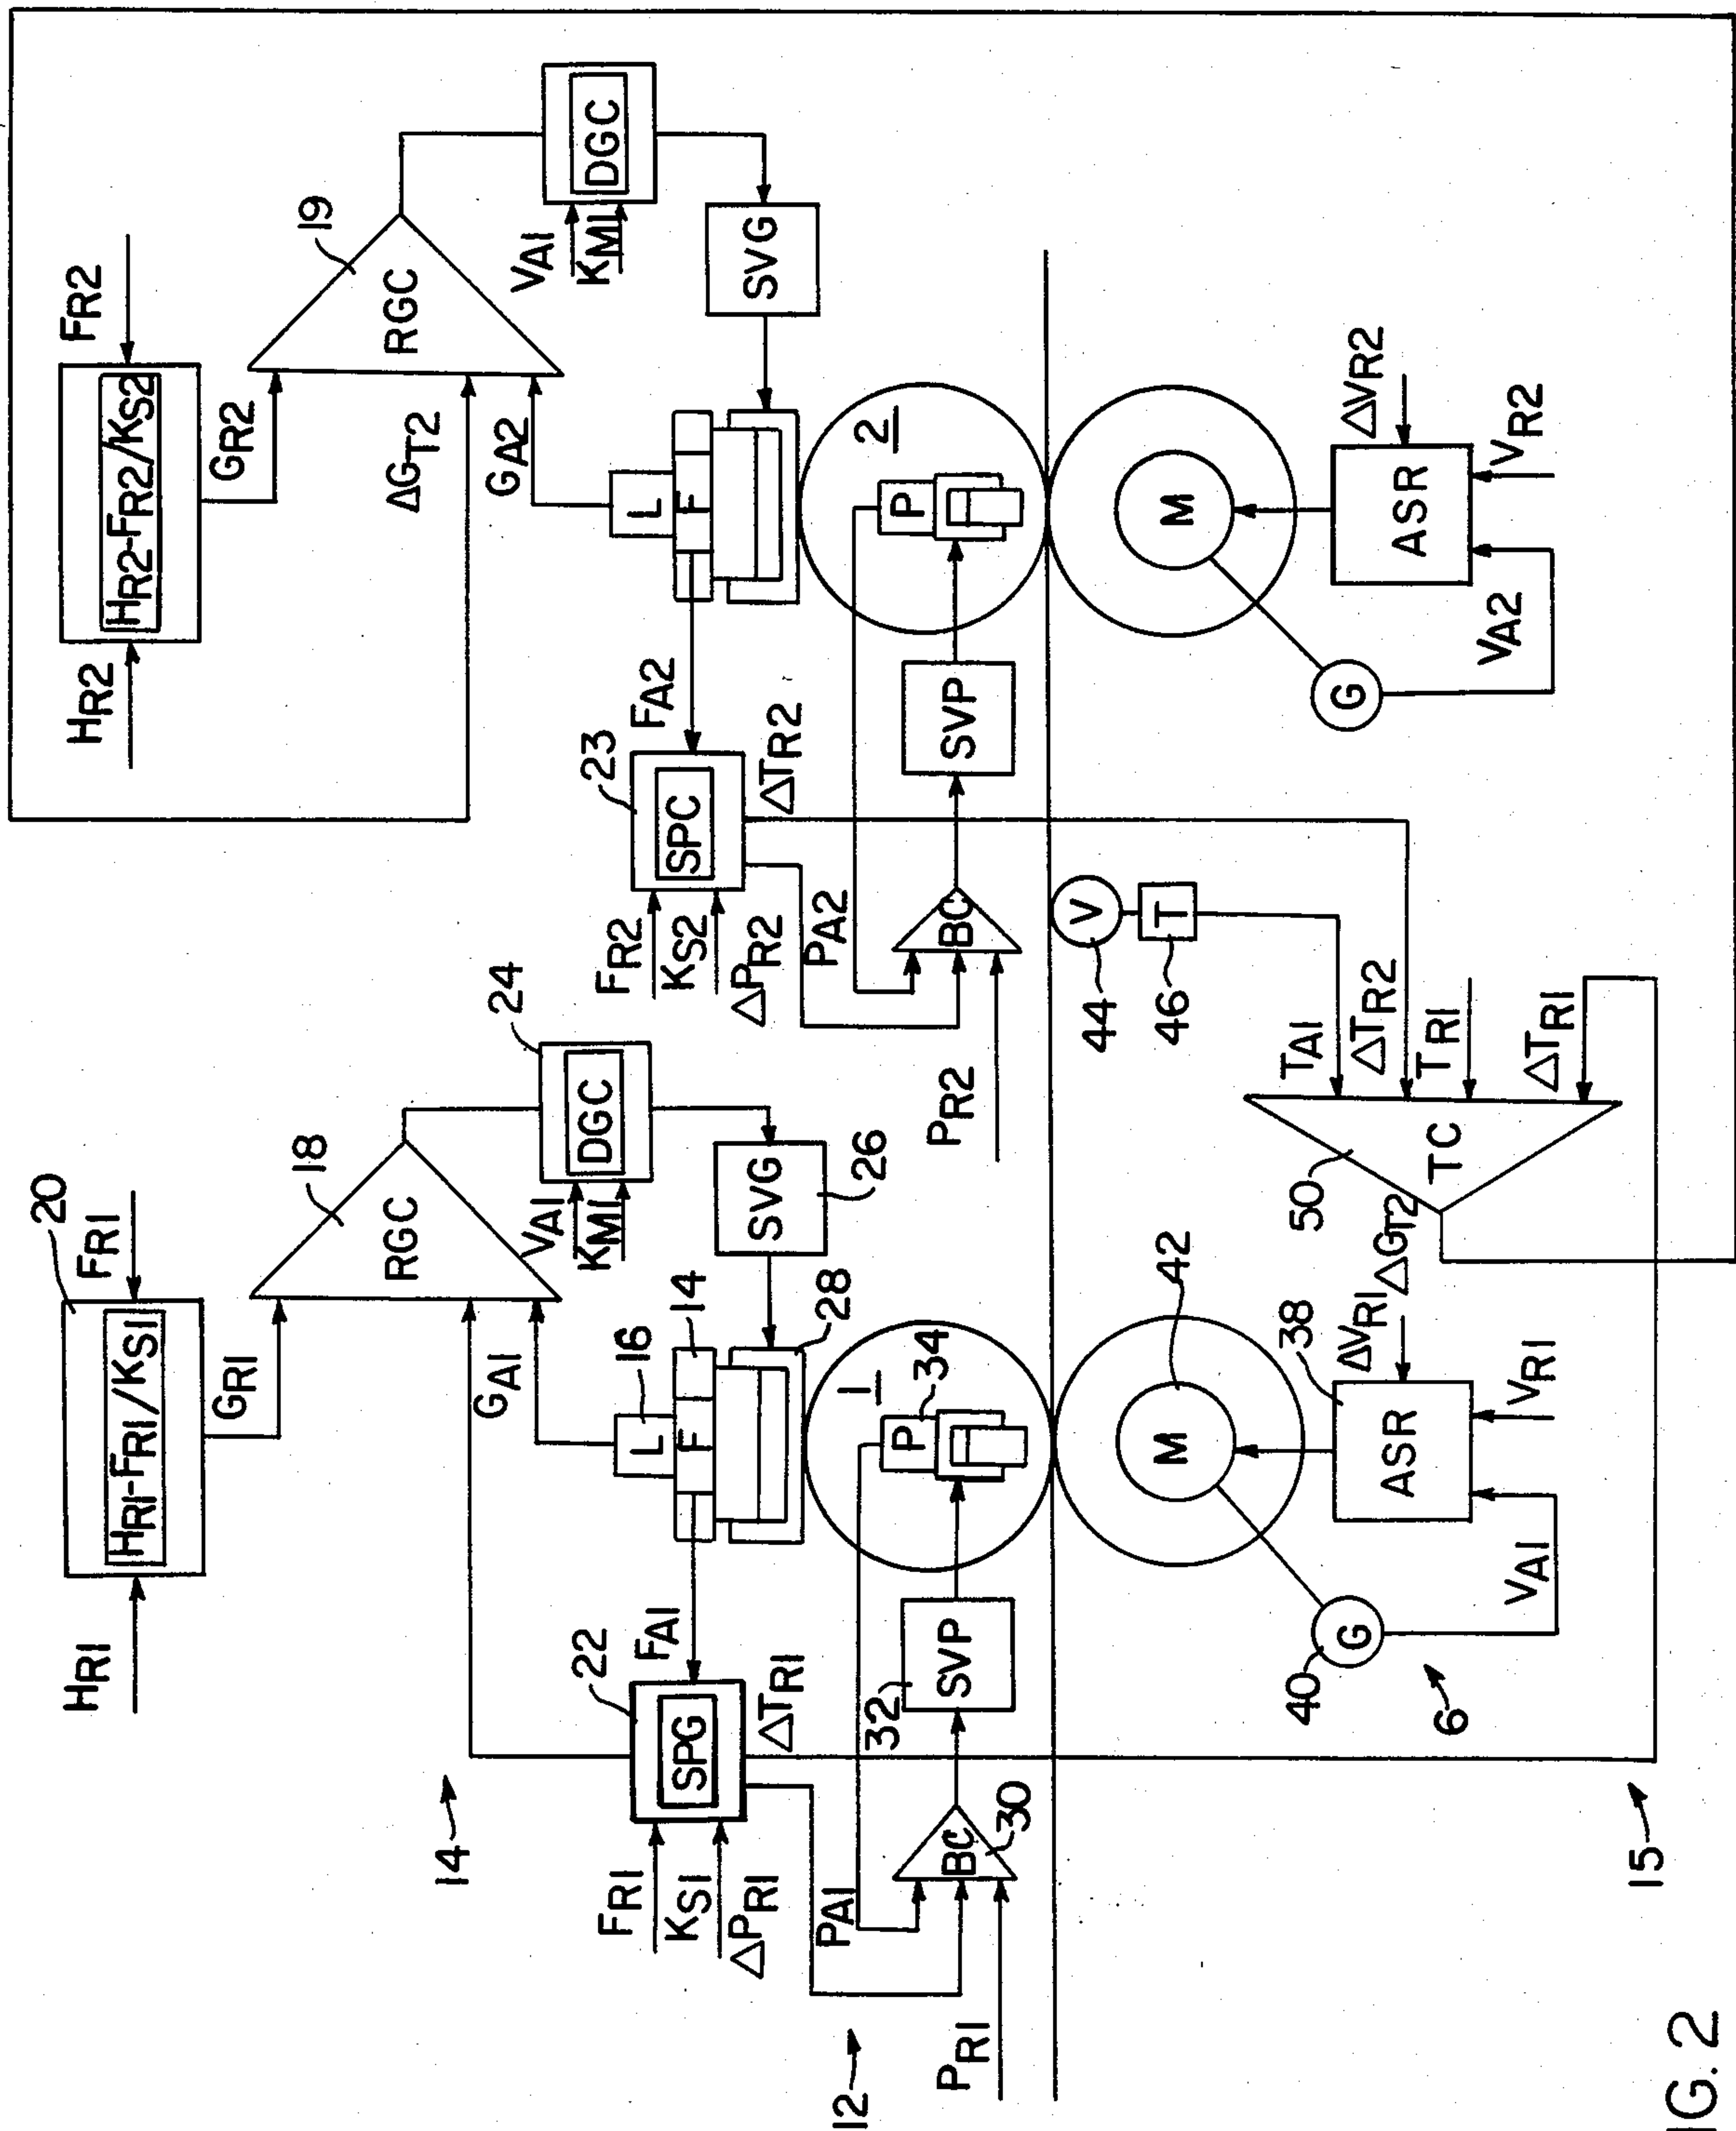 HR1
20
FR1
HR1-FR1/KS1
GR1
18
RGC
GA1
VA1
KM1
24
DGC
SVG
26
14
22
SPG
FR1
KS1
ΔPR1
FA1
ΔTR1
16
L
F
14
28
12
PA1
PR1
BC
30
32
SVP
1
P
34
M
42
G
40
6
VA1
38
ASR
ΔVR1
VR1
15
HR2
FR2
HR2-FR2/KS2
GR2
19
RGC
ΔGT2
GA2
VA1
KM1
DGC
SVG
23
SPC
FR2
KS2
ΔPR2
FA2
ΔTR2
L
F
PA2
PR2
BC
SVP
2
P
M
G
VA2
ASR
ΔVR2
VR2
V
44
T
46
TA1
ΔTR2
TR1
ΔTR1
50
TC
ΔGT2
IG. 2